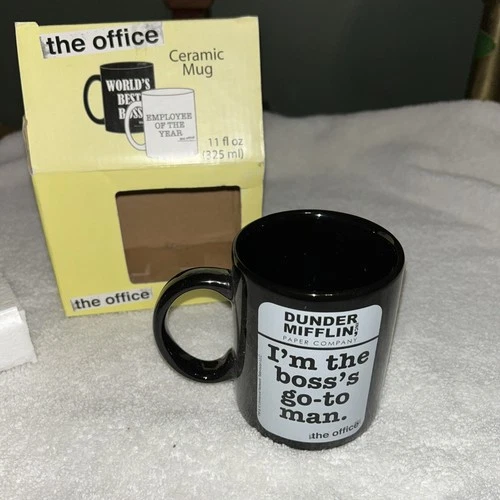 the office
Ceramic
Mug
WORLD'S
BEST
BOSS
EMPLOYEE
OF THE
YEAR
11 fl oz
(325 ml)
the office
DUNDER
MIFFLIN
PAPER COMPANY
I'm the
boss's
go-to
man.
the office